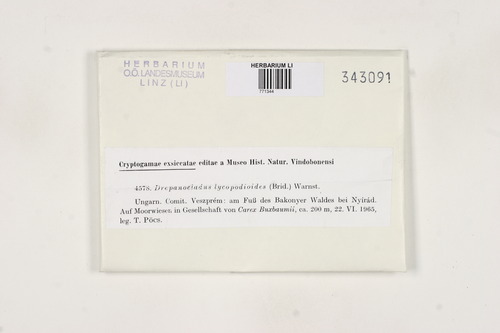 HERBARIUM
O.Ö. LANDESMUSEUM
LINZ (LI)
HERBARIUM LI
771344
343091
Cryptogamae exsiccatae editae a Museo Hist. Natur. Vindobonensi
4578. Drepanocladus lycopodioides (Brid.) Warnst.
Ungarn. Comit. Veszprém: am Fuß des Bakonyer Waldes bei Nyirád.
Auf Moorwiesen in Gesellschaft von Carex Buxbaumii, ca. 200 m, 22. VI. 1965,
leg. T. Pócs.